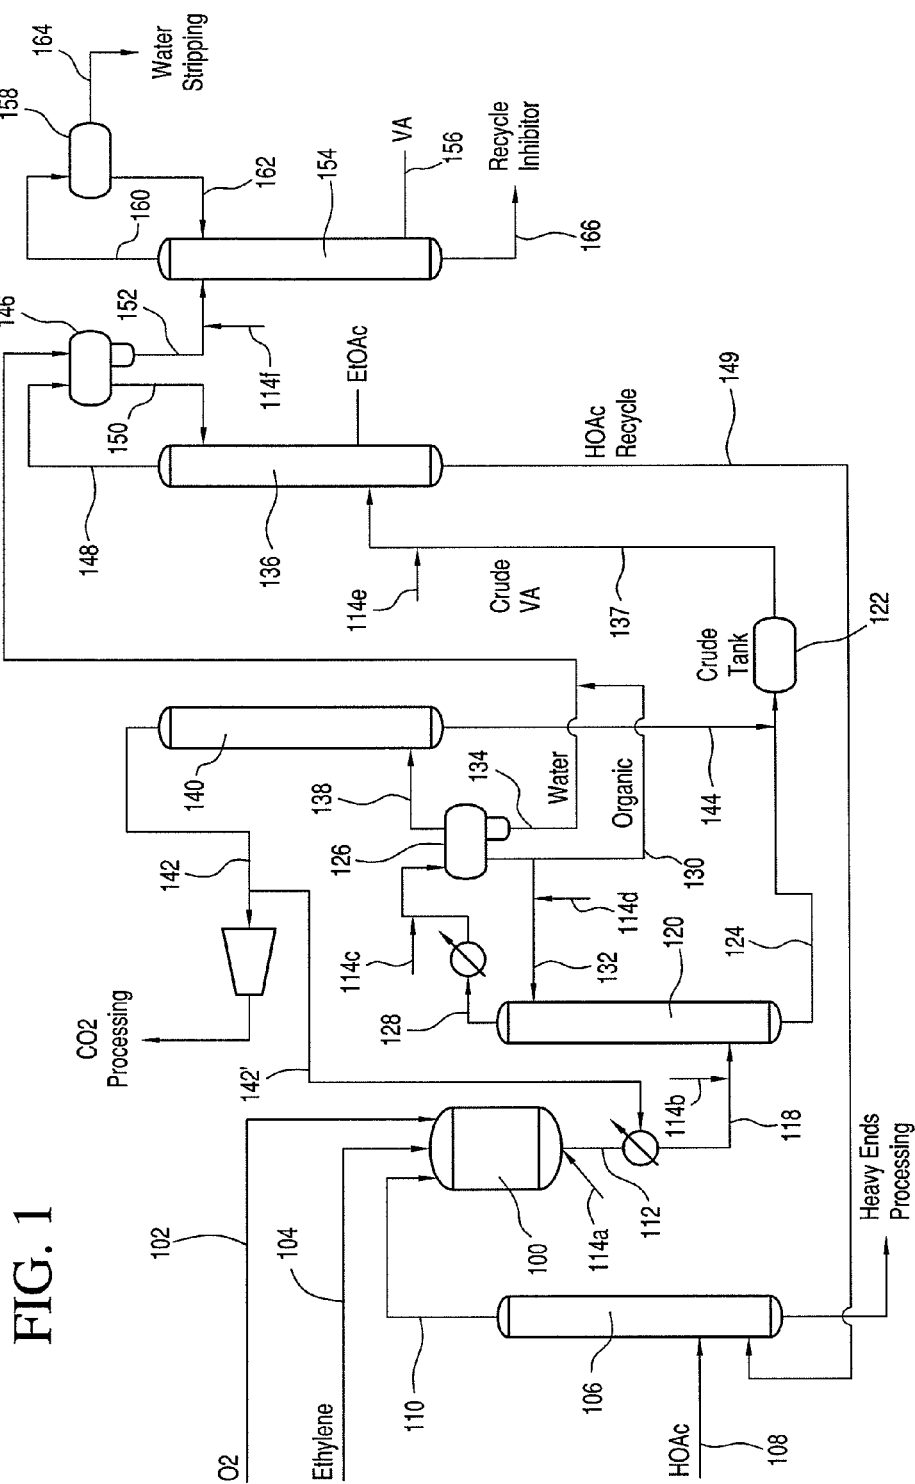 FIG. 1
O2
102
Ethylene
104
110
HOAc
108
106
100
114a
112
Heavy Ends
Processing
CO2
Processing
142
142'
114b
118
128
114c
132
114d
120
124
126
138
140
134
Water
Organic
130
144
Crude
Tank
122
137
Crude
VA
114e
148
136
150
146
152
114f
EtOAc
HOAc
Recycle
149
160
158
164
Water
Stripping
162
154
VA
156
Recycle
Inhibitor
166